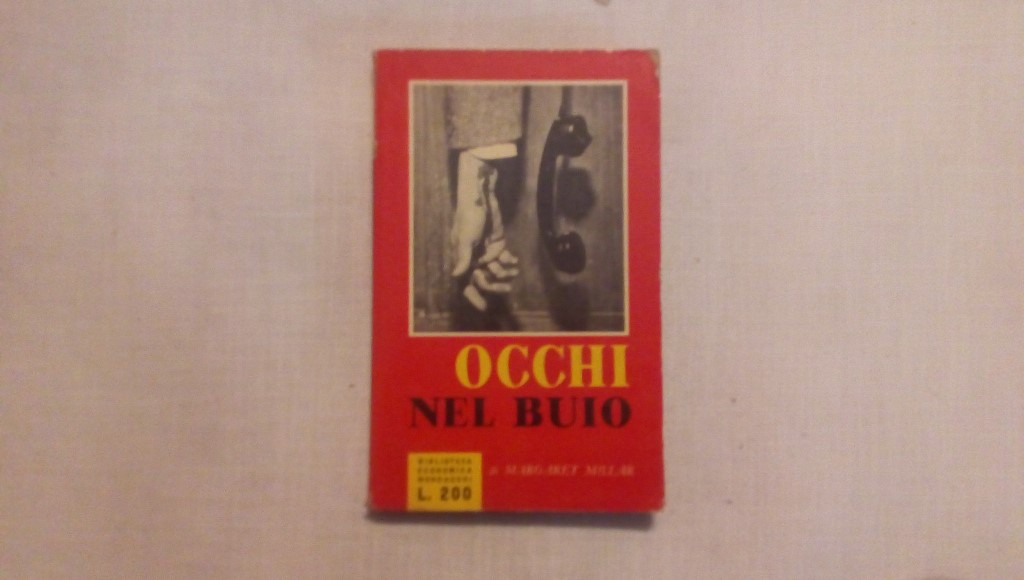 OCCHI
NEL BUIO
di MARGARET MILLAR
BIBLIOTECA
ECONOMICA
MONDADORI
L. 200